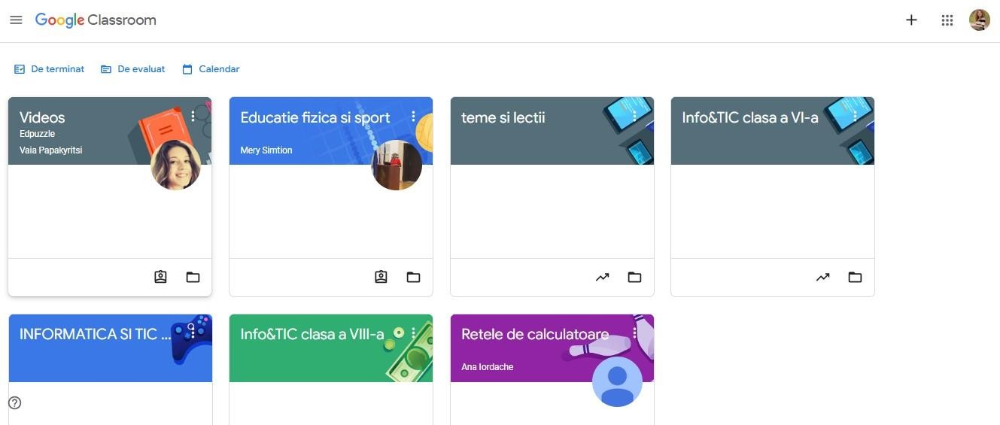 Google Classroom
De terminat De evaluat Calendar
Videos
Edpuzzle
Vaia Papakyritsi
Educatie fizica si sport
Mery Simtion
teme si lectii
Info&TIC clasa a VI-a
INFORMATICA SI TIC ...
Info&TIC clasa a VIII-a
Retele de calculatoare
Ana Iordache